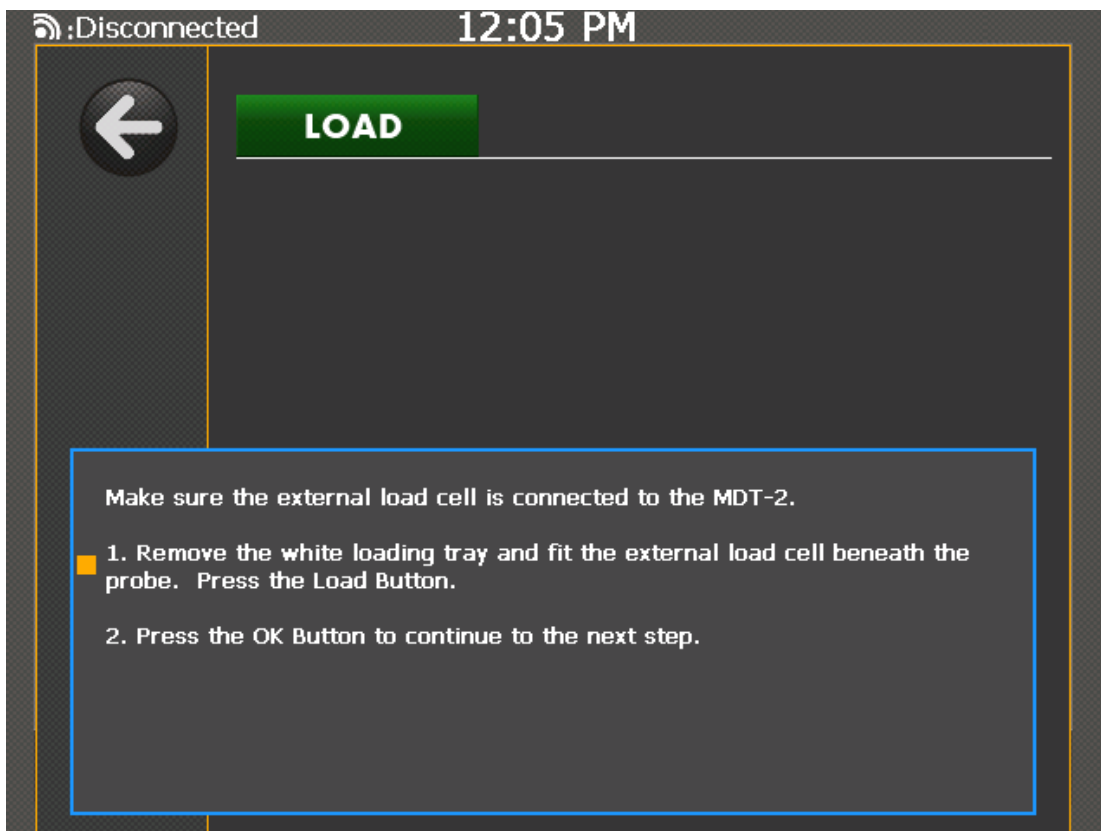 :Disconnected 12:05 PM
LOAD
Make sure the external load cell is connected to the MDT-2.
1. Remove the white loading tray and fit the external load cell beneath the
probe.  Press the Load Button.
2. Press the OK Button to continue to the next step.